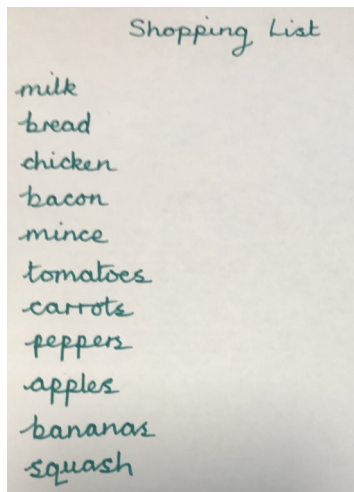 Shopping List
milk
bread
chicken
bacon
mince
tomatoes
carrots
peppers
apples
bananas
squash